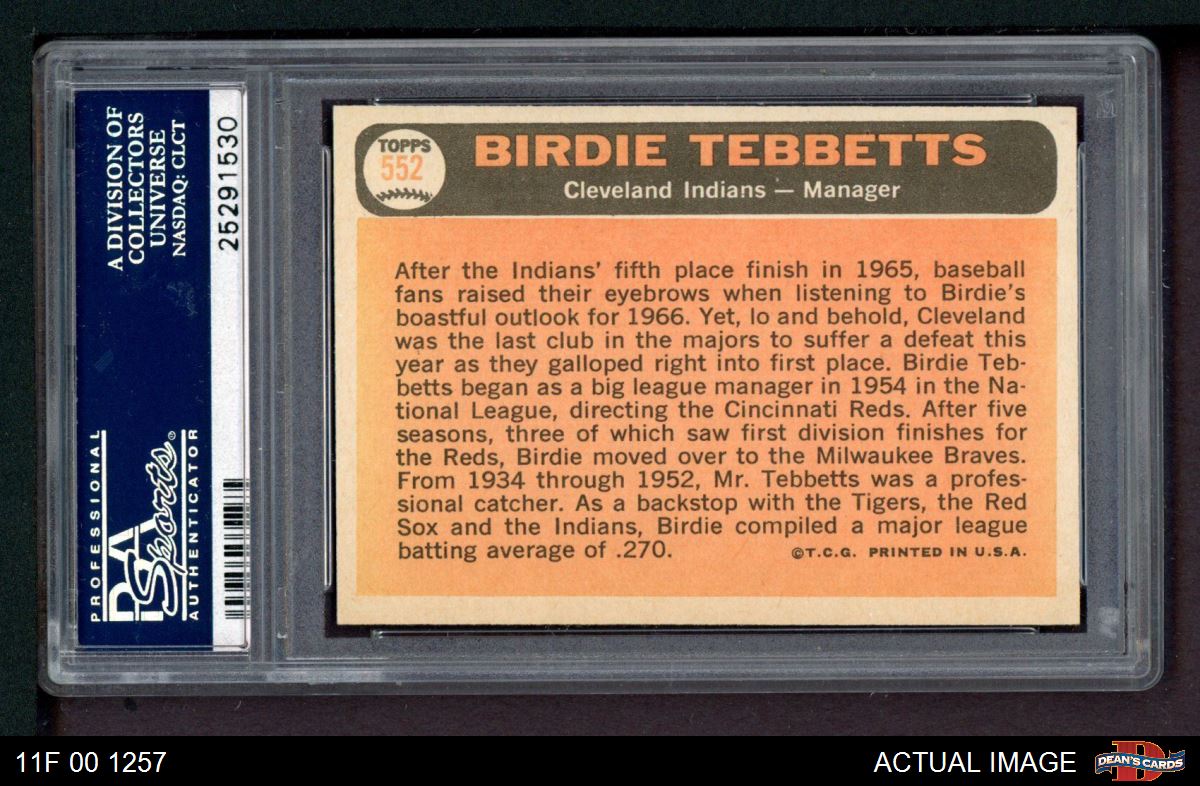 A DIVISION OF
COLLECTORS
UNIVERSE
NASDAQ: CLCT
25291530
PROFESSIONAL
PSA
Sports®
AUTHENTICATOR
TOPPS
552
BIRDIE TEBBETTS
Cleveland Indians — Manager
After the Indians' fifth place finish in 1965, baseball
fans raised their eyebrows when listening to Birdie's
boastful outlook for 1966. Yet, lo and behold, Cleveland
was the last club in the majors to suffer a defeat this
year as they galloped right into first place. Birdie Teb-
betts began as a big league manager in 1954 in the Na-
tional League, directing the Cincinnati Reds. After five
seasons, three of which saw first division finishes for
the Reds, Birdie moved over to the Milwaukee Braves.
From 1934 through 1952, Mr. Tebbetts was a profes-
sional catcher. As a backstop with the Tigers, the Red
Sox and the Indians, Birdie compiled a major league
batting average of .270.
©T.C.G. PRINTED IN U.S.A.
11F 00 1257
ACTUAL IMAGE
D
DEAN'S CARDS